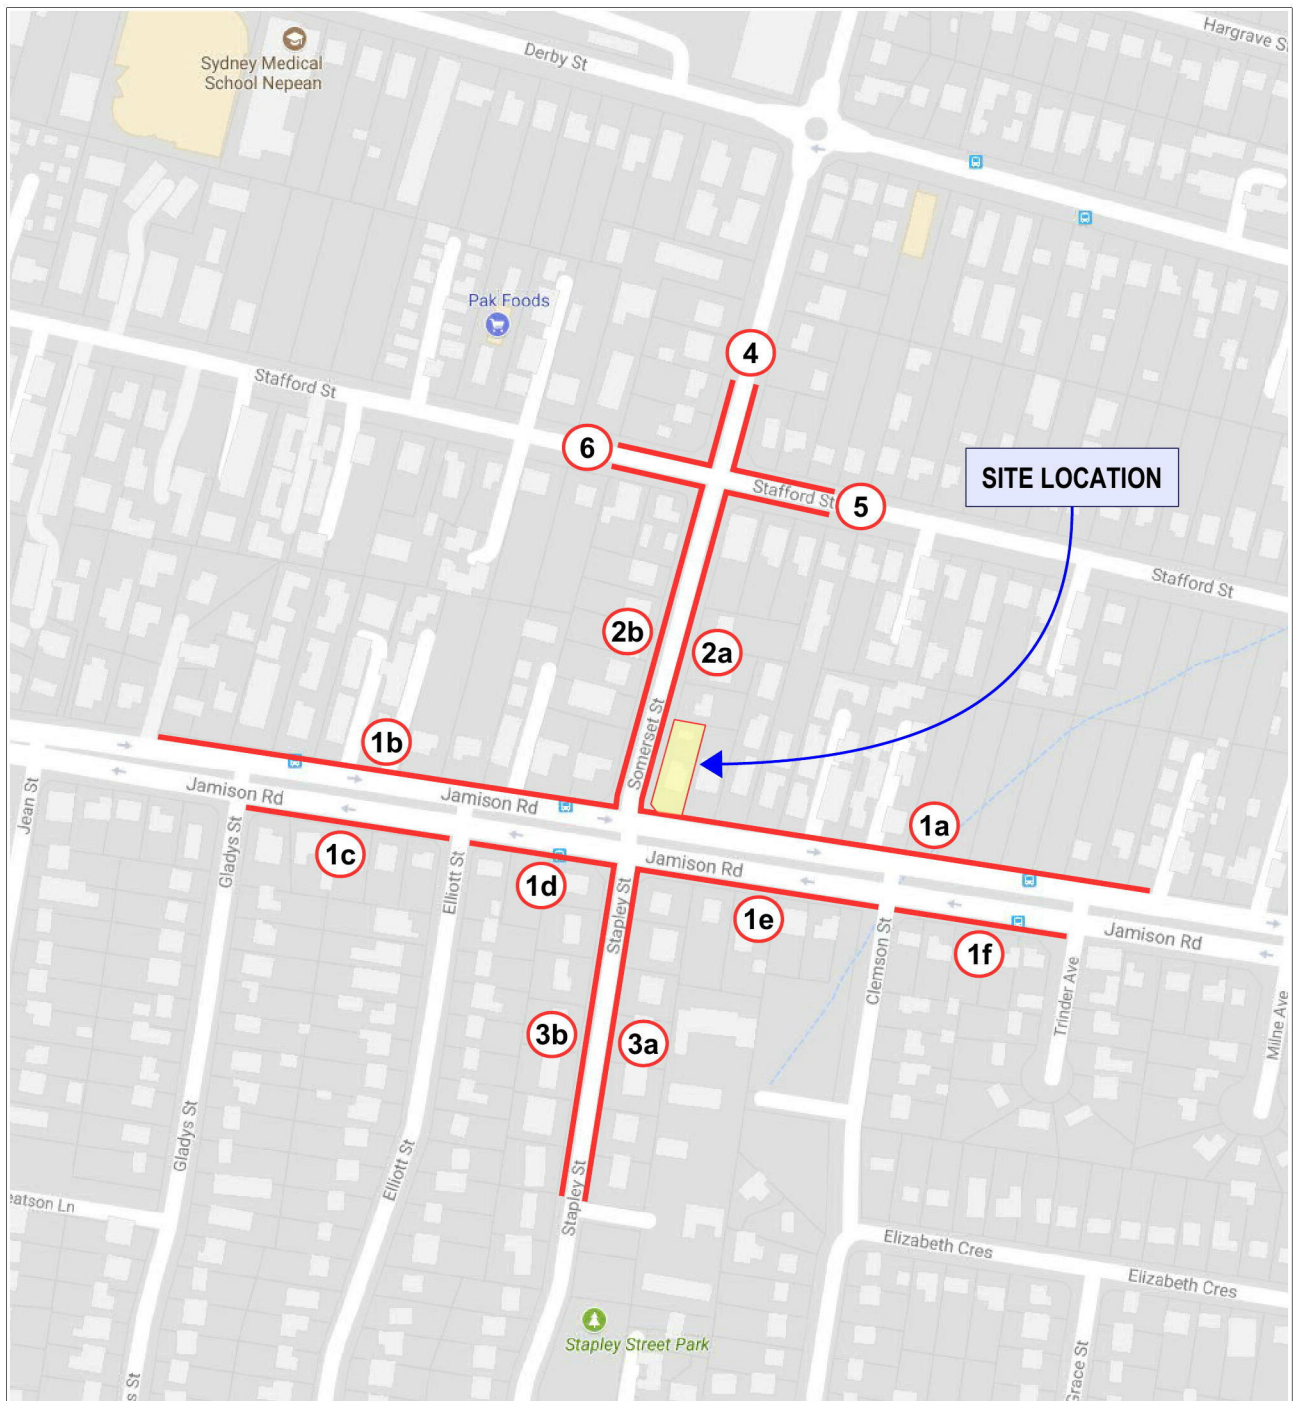 Hargrave S
Derby St
Sydney Medical
School Nepean
Pak Foods
4
Stafford St
6
SITE LOCATION
Stafford St
5
Stafford St
2b
2a
Somerset St
1b
Jean St
Jamison Rd
Jamison Rd
1a
Gladys St
1c
Elliott St
1d
Jamison Rd
Stapley St
1e
Clemson St
1f
Jamison Rd
Trinder Ave
Milne Ave
3b
3a
Gladys St
Elliott St
Stapley St
eatson Ln
Elizabeth Cres
Elizabeth Cres
Stapley Street Park
Grace St
s St